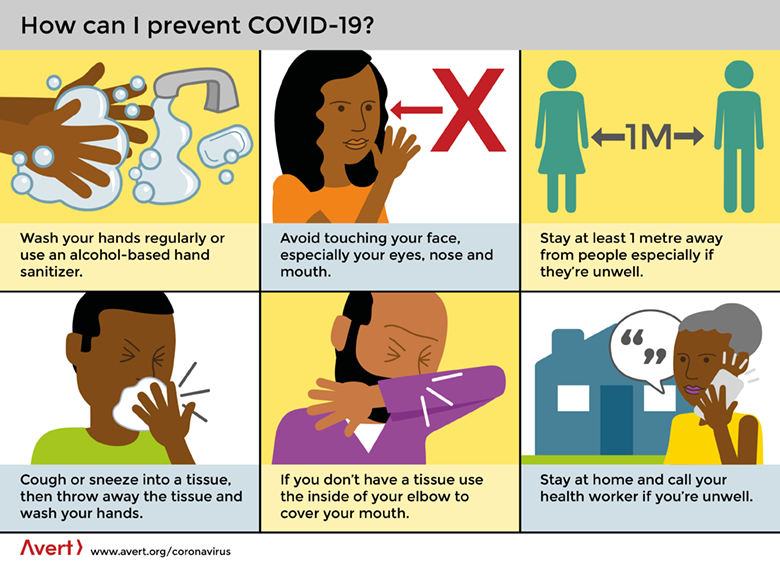 How can I prevent COVID-19?
X
1M
Wash your hands regularly or
use an alcohol-based hand
sanitizer.
Avoid touching your face,
especially your eyes, nose and
mouth.
Stay at least 1 metre away
from people especially if
they're unwell.
“ ”
Cough or sneeze into a tissue,
then throw away the tissue and
wash your hands.
If you don't have a tissue use
the inside of your elbow to
cover your mouth.
Stay at home and call your
health worker if you're unwell.
Avert www.avert.org/coronavirus